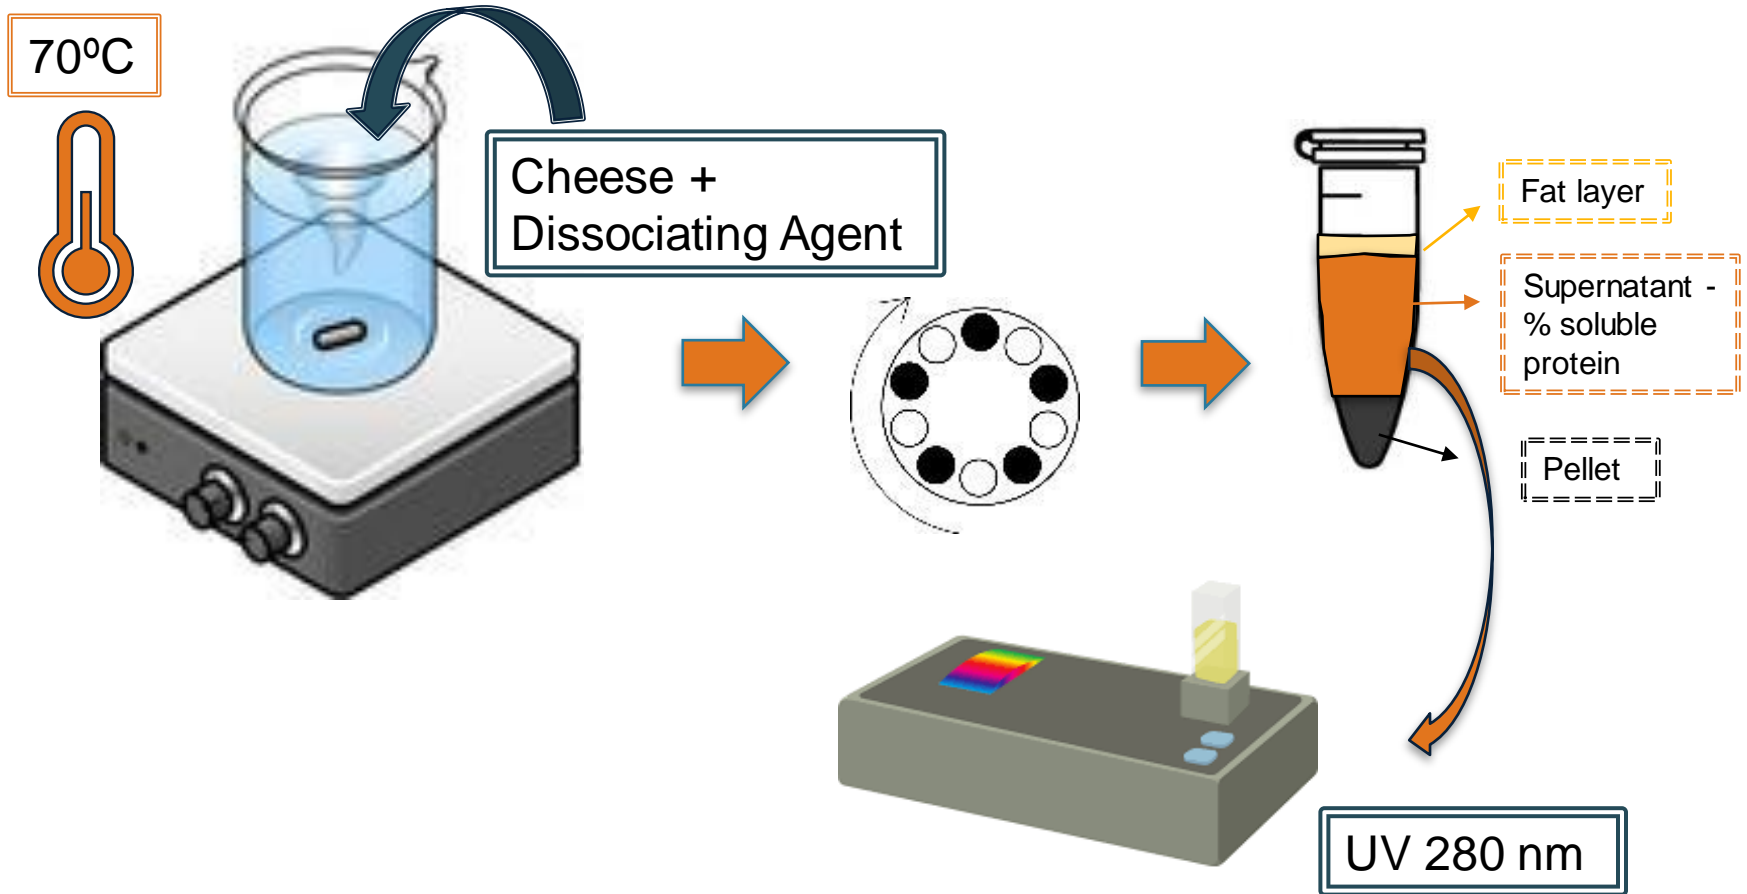 70ºC
Cheese +
Dissociating Agent
Fat layer
Supernatant -
% soluble
protein
Pellet
UV 280 nm